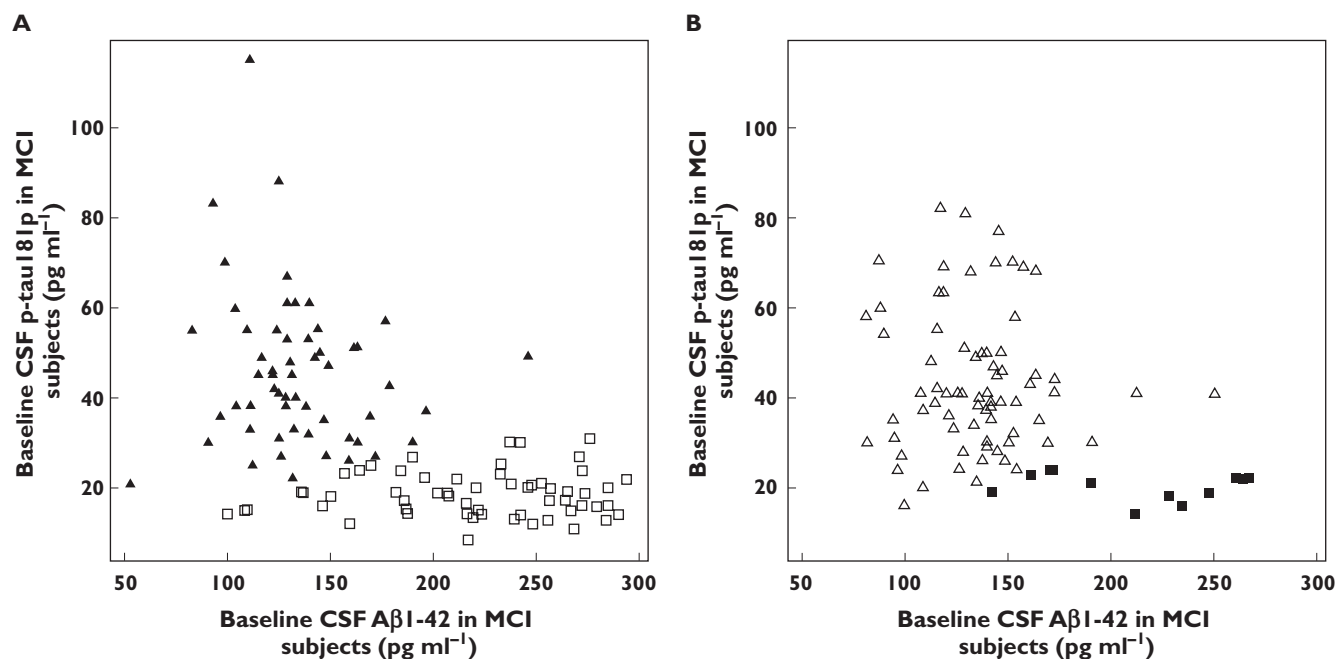 A
100
80
60
40
20
50
100
150
200
250
300
Baseline CSF p-tau181p in MCI
subjects (pg ml⁻¹)
Baseline CSF Aβ1-42 in MCI
subjects (pg ml⁻¹)
B
100
80
60
40
20
50
100
150
200
250
300
Baseline CSF p-tau181p in MCI
subjects (pg ml⁻¹)
Baseline CSF Aβ1-42 in MCI
subjects (pg ml⁻¹)